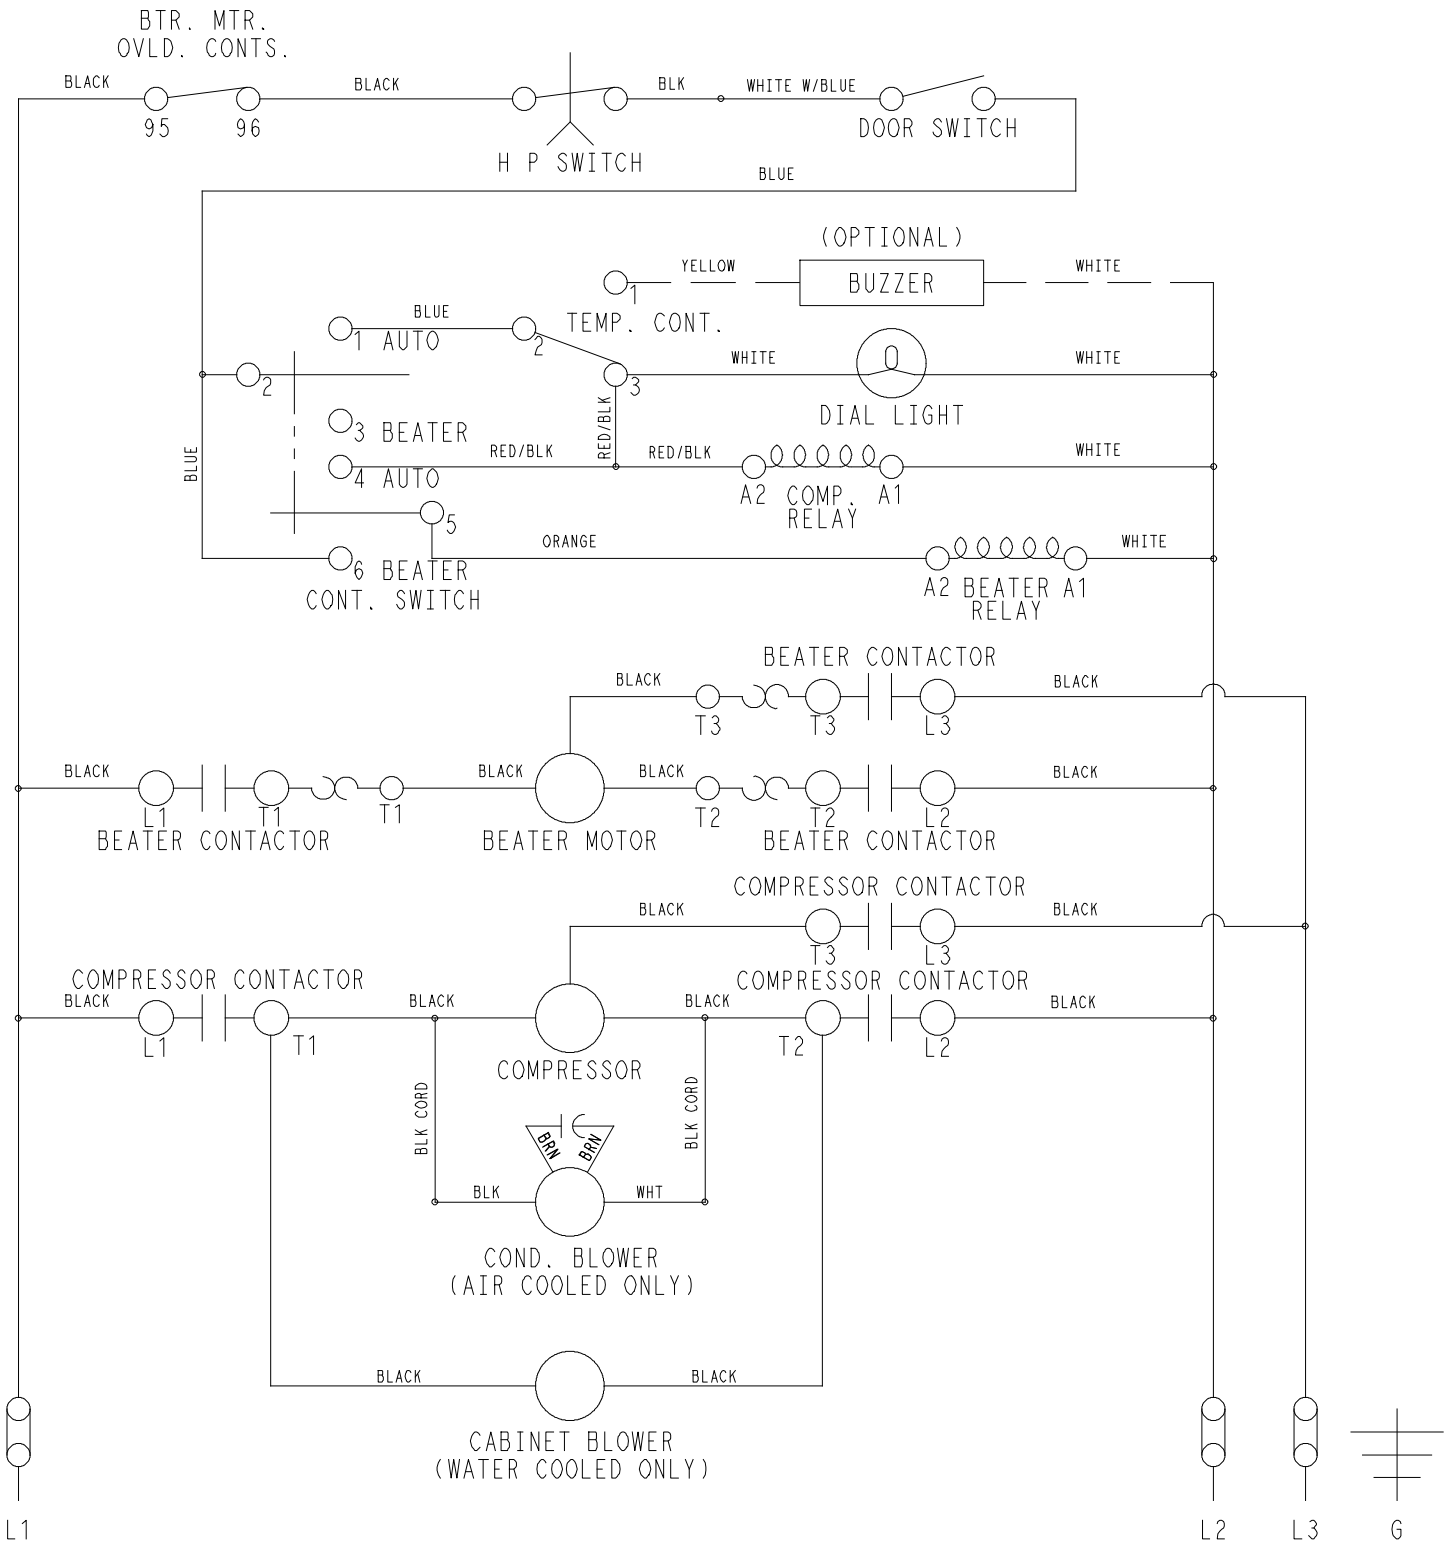 BTR. MTR.
OVLD. CONTS.
BLACK
BLACK
BLK
WHITE W/BLUE
95
96
DOOR SWITCH
H P SWITCH
BLUE
(OPTIONAL)
YELLOW
BUZZER
WHITE
1
TEMP. CONT.
BLUE
1 AUTO
2
WHITE
WHITE
2
3
DIAL LIGHT
3 BEATER
RED/BLK
BLUE
RED/BLK
RED/BLK
WHITE
4 AUTO
A2
COMP.
RELAY
A1
5
ORANGE
WHITE
6 BEATER
CONT. SWITCH
A2
BEATER
RELAY
A1
BEATER CONTACTOR
BLACK
BLACK
T3
T3
L3
BLACK
BLACK
BLACK
BLACK
L1
T1
T1
T2
T2
L2
BEATER CONTACTOR
BEATER MOTOR
BEATER CONTACTOR
COMPRESSOR CONTACTOR
BLACK
BLACK
T3
L3
COMPRESSOR CONTACTOR
COMPRESSOR CONTACTOR
BLACK
BLACK
BLACK
BLACK
L1
T1
T2
L2
COMPRESSOR
BLK CORD
BLK CORD
BRN
BRN
BLK
WHT
COND. BLOWER
(AIR COOLED ONLY)
BLACK
BLACK
CABINET BLOWER
(WATER COOLED ONLY)
L1
L2
L3
G